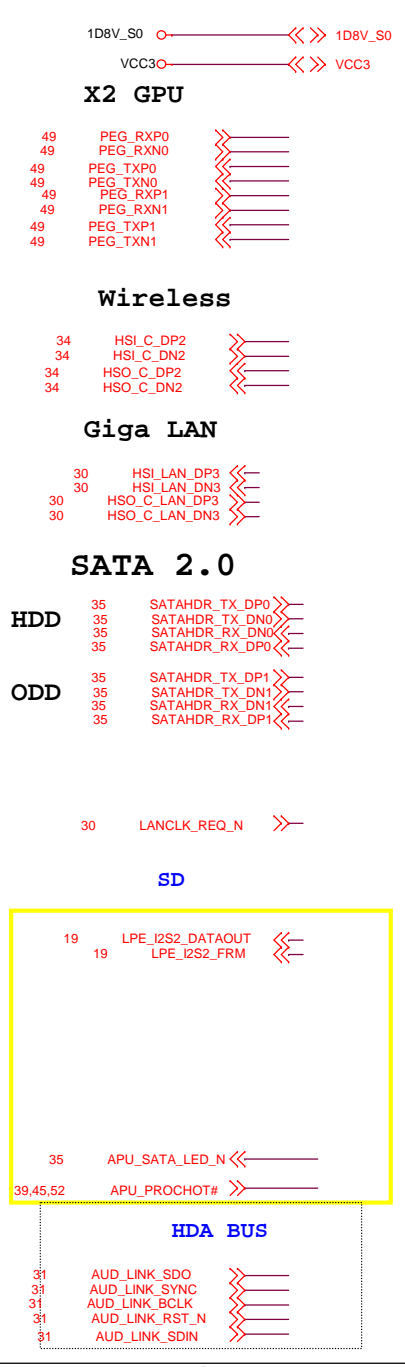 1D8V_S0 1D8V_S0
VCC3 VCC3
X2 GPU
49 PEG_RXP0
49 PEG_RXN0
49 PEG_TXP0
49 PEG_TXN0
49 PEG_RXP1
49 PEG_RXN1
49 PEG_TXP1
49 PEG_TXN1
Wireless
34 HSI_C_DP2
34 HSI_C_DN2
34 HSO_C_DP2
34 HSO_C_DN2
Giga LAN
30 HSI_LAN_DP3
30 HSI_LAN_DN3
30 HSO_C_LAN_DP3
30 HSO_C_LAN_DN3
SATA 2.0
HDD
35 SATAHDR_TX_DP0
35 SATAHDR_TX_DN0
35 SATAHDR_RX_DN0
35 SATAHDR_RX_DP0
ODD
35 SATAHDR_TX_DP1
35 SATAHDR_TX_DN1
35 SATAHDR_RX_DN1
35 SATAHDR_RX_DP1
30 LANCLK_REQ_N
SD
19 LPE_I2S2_DATAOUT
19 LPE_I2S2_FRM
35 APU_SATA_LED_N
39,45,52 APU_PROCHOT#
HDA BUS
31 AUD_LINK_SDO
31 AUD_LINK_SYNC
31 AUD_LINK_BCLK
31 AUD_LINK_RST_N
31 AUD_LINK_SDIN